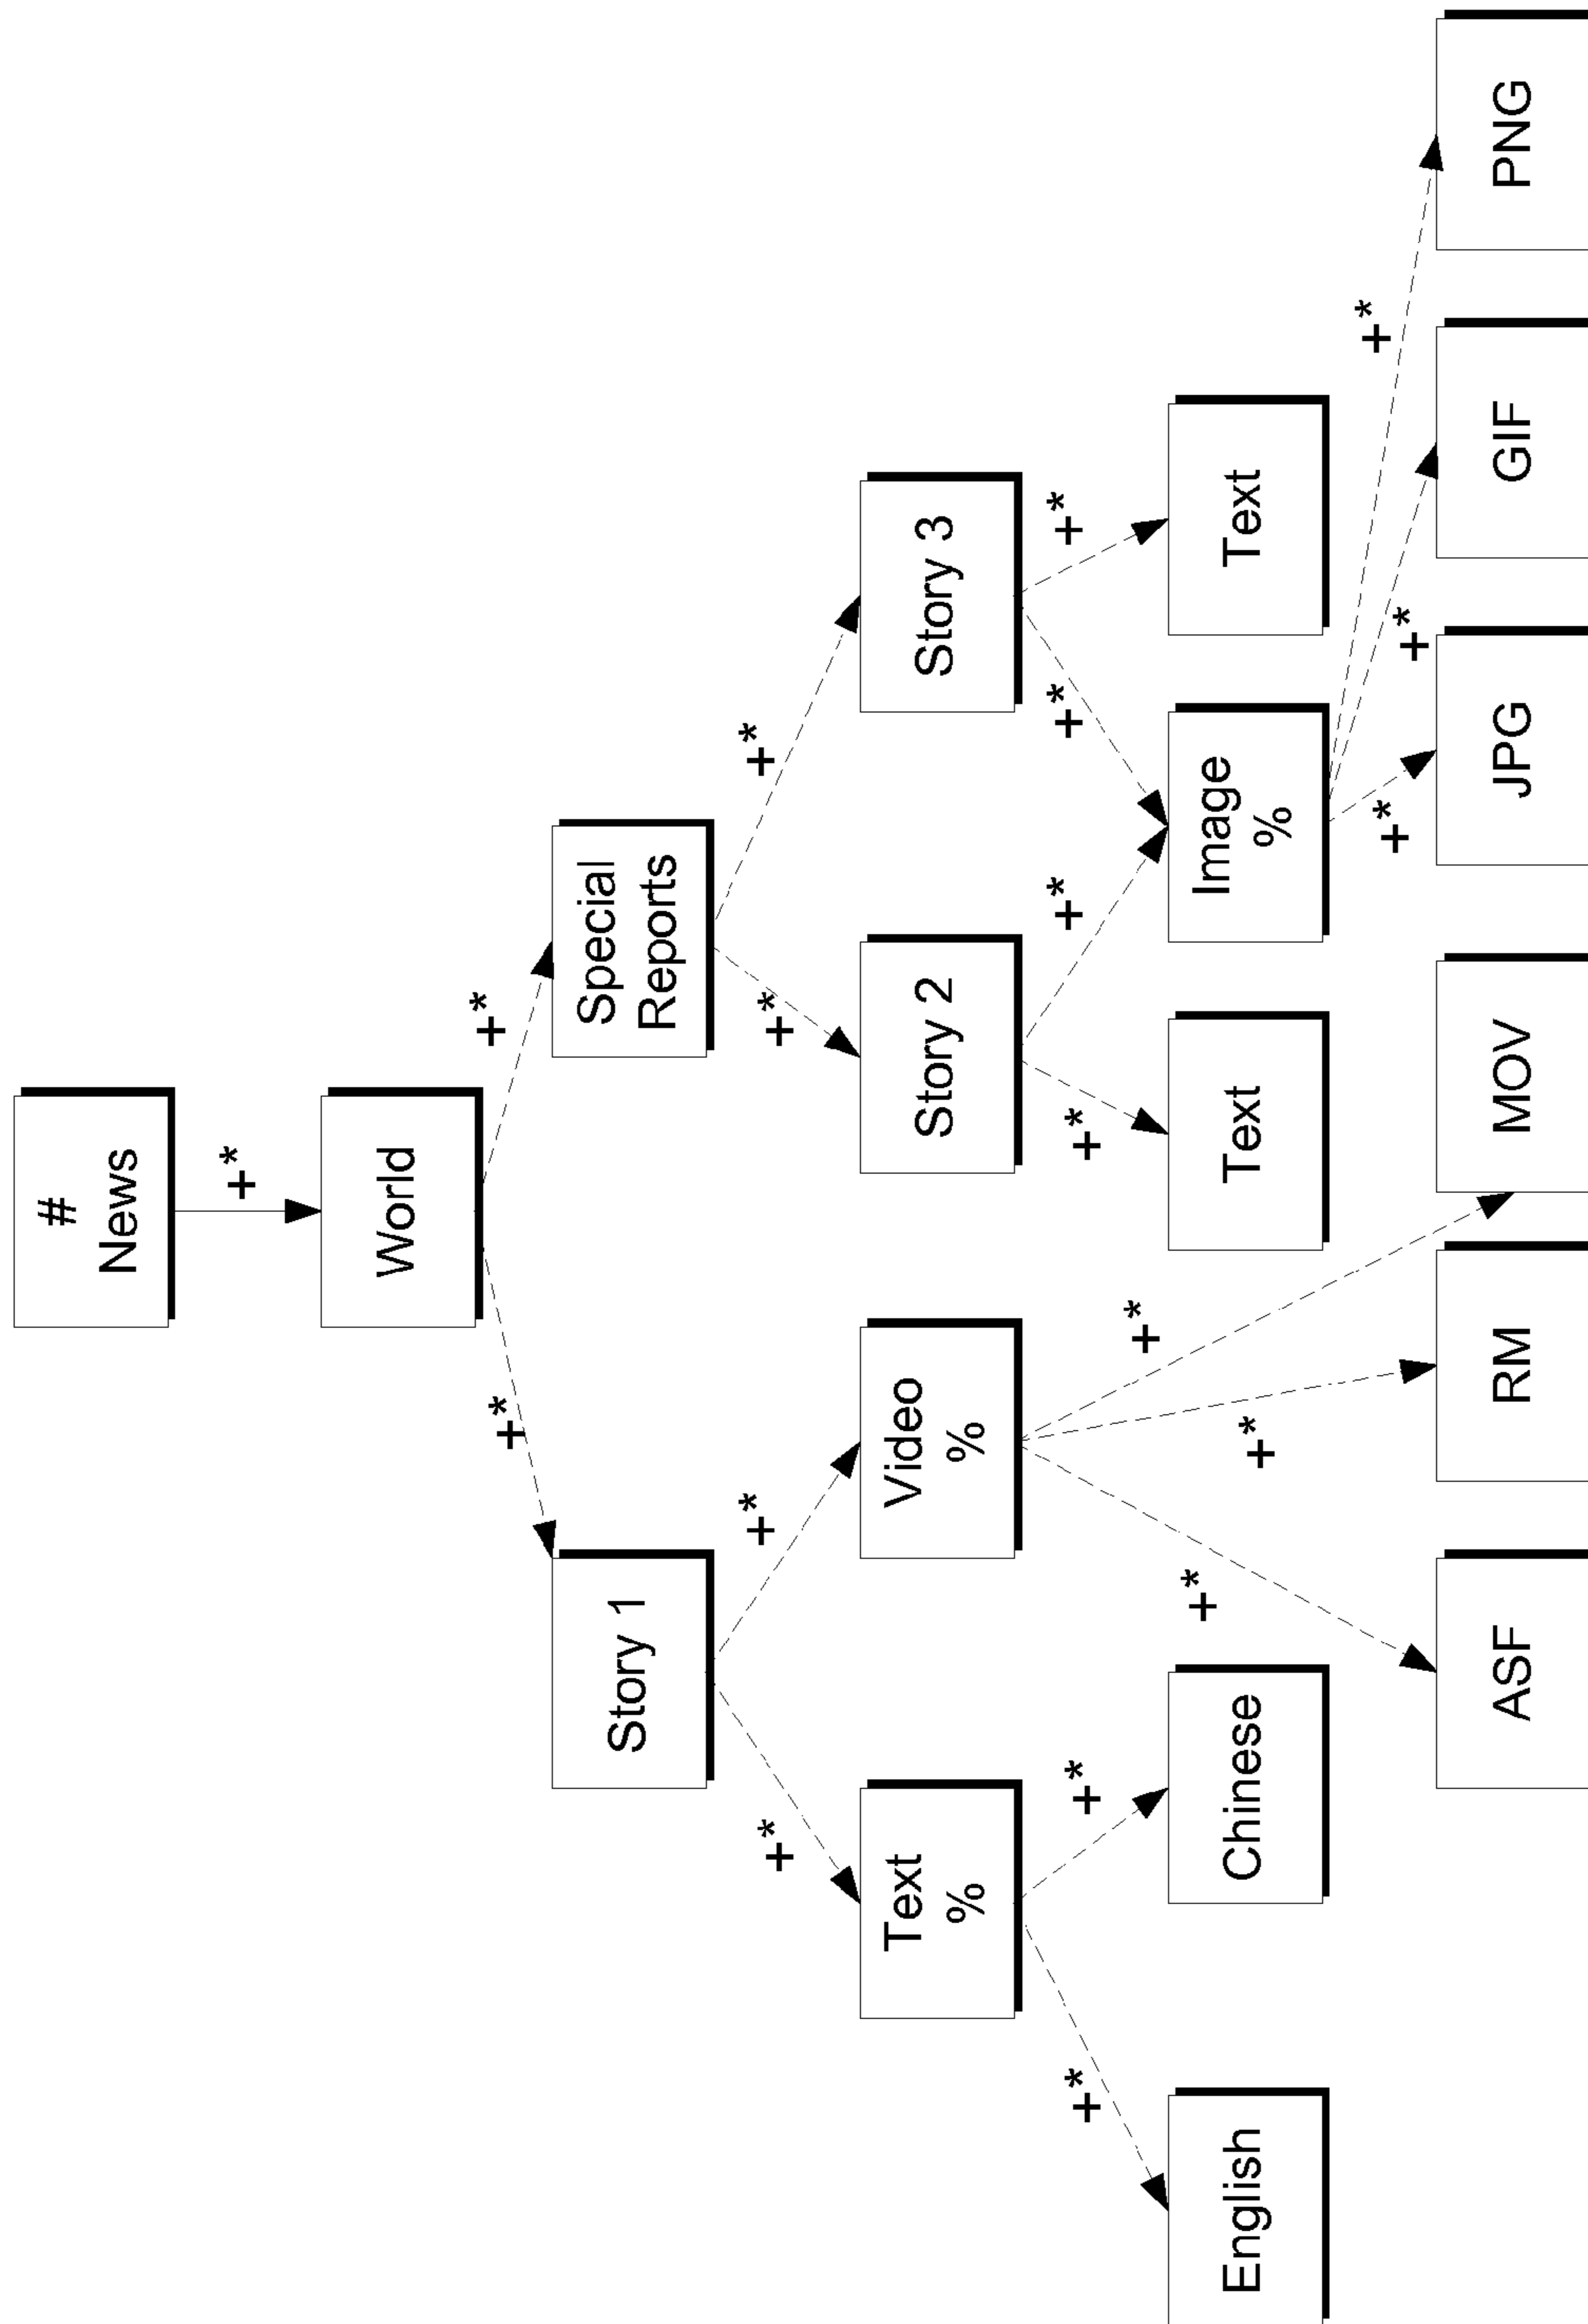 #
News
+*
World
+*
+*
Story 1
Special
Reports
+*
+*
+*
+*
Text
%
Video
%
Story 2
Story 3
+*
+*
+*
+*
+*
+*
English
Chinese
Text
Image
%
Text
+*
+*
+*
+*
+*
+*
ASF
RM
MOV
JPG
GIF
PNG